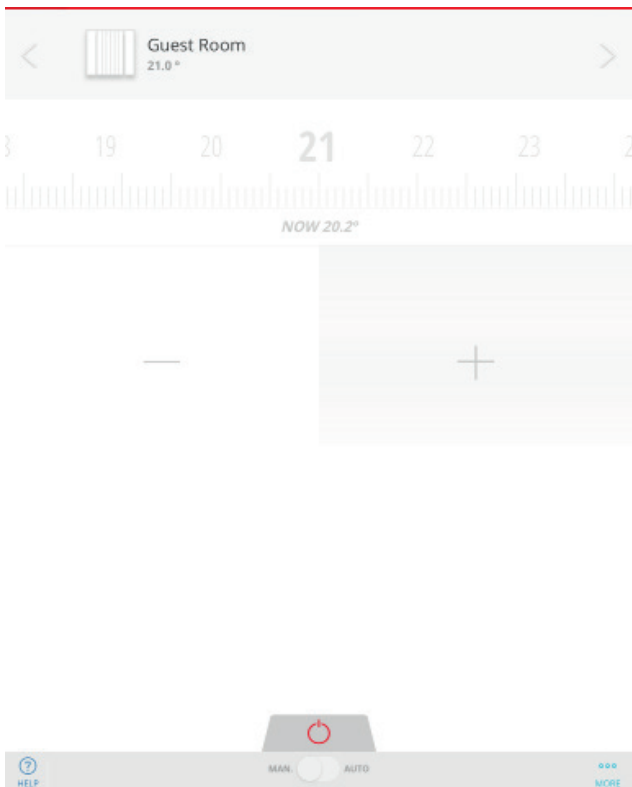 Guest Room
21.0 °
19 20 21 22 23
NOW 20.2°
MAN. AUTO
HELP
MORE